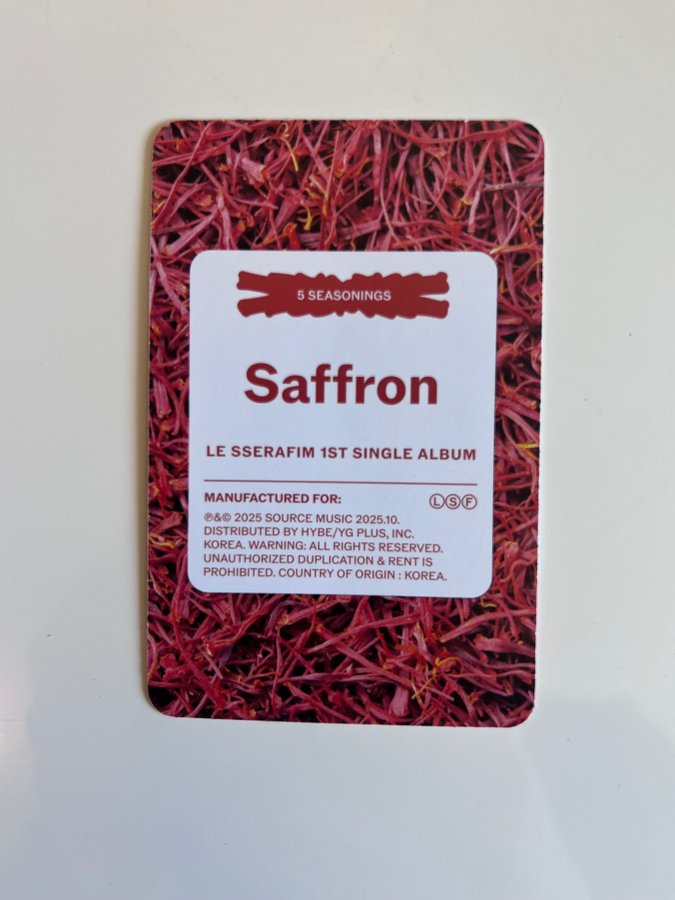 5 SEASONINGS
Saffron
LE SSERAFIM 1ST SINGLE ALBUM
MANUFACTURED FOR:
Ⓛ Ⓢ Ⓕ
℗&© 2025 SOURCE MUSIC 2025.10.
DISTRIBUTED BY HYBE/YG PLUS, INC.
KOREA. WARNING: ALL RIGHTS RESERVED.
UNAUTHORIZED DUPLICATION & RENT IS
PROHIBITED. COUNTRY OF ORIGIN : KOREA.